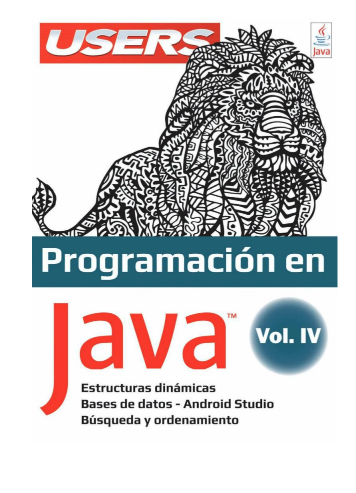 USERS
Java
Programación en
Java™
Vol. IV
Estructuras dinámicas
Bases de datos - Android Studio
Búsqueda y ordenamiento